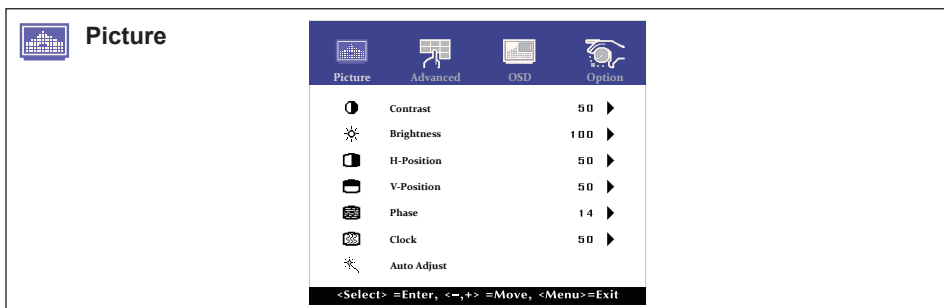 Picture
Picture Advanced OSD Option
Contrast 50
Brightness 100
H-Position 50
V-Position 50
Phase 14
Clock 50
Auto Adjust
<Select> =Enter, <–,+> =Move, <Menu>=Exit